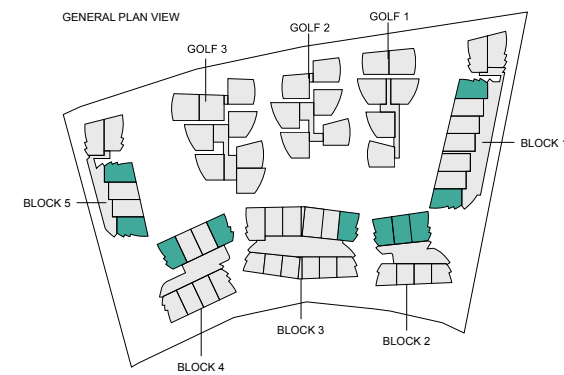 GENERAL PLAN VIEW
GOLF 1
GOLF 2
GOLF 3
BLOCK 1
BLOCK 5
BLOCK 3
BLOCK 2
BLOCK 4